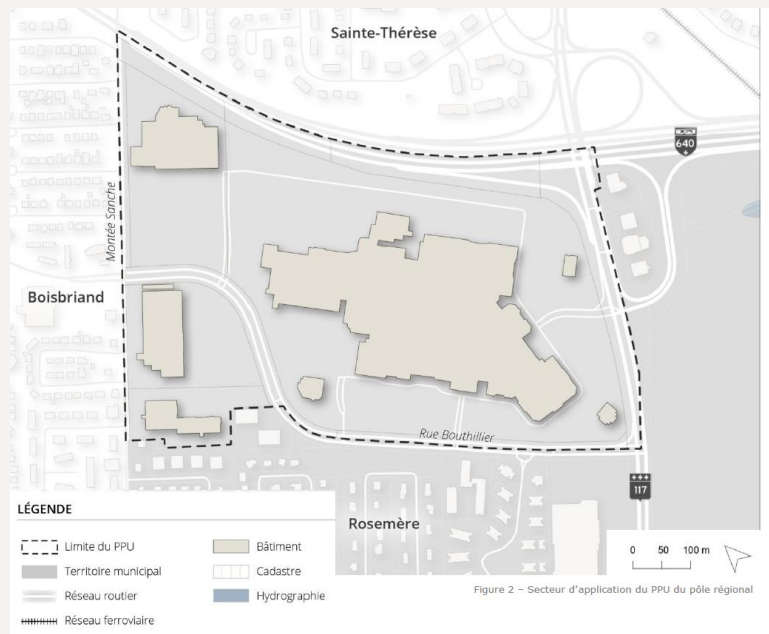 Sainte-Thérèse
640
Montée Sanche
Boisbriand
Rue Bouthillier
117
Rosemère
LÉGENDE
Limite du PPU
Territoire municipal
Réseau routier
Réseau ferroviaire
Bâtiment
Cadastre
Hydrographie
0 50 100 m
Figure 2 – Secteur d'application du PPU du pôle régional